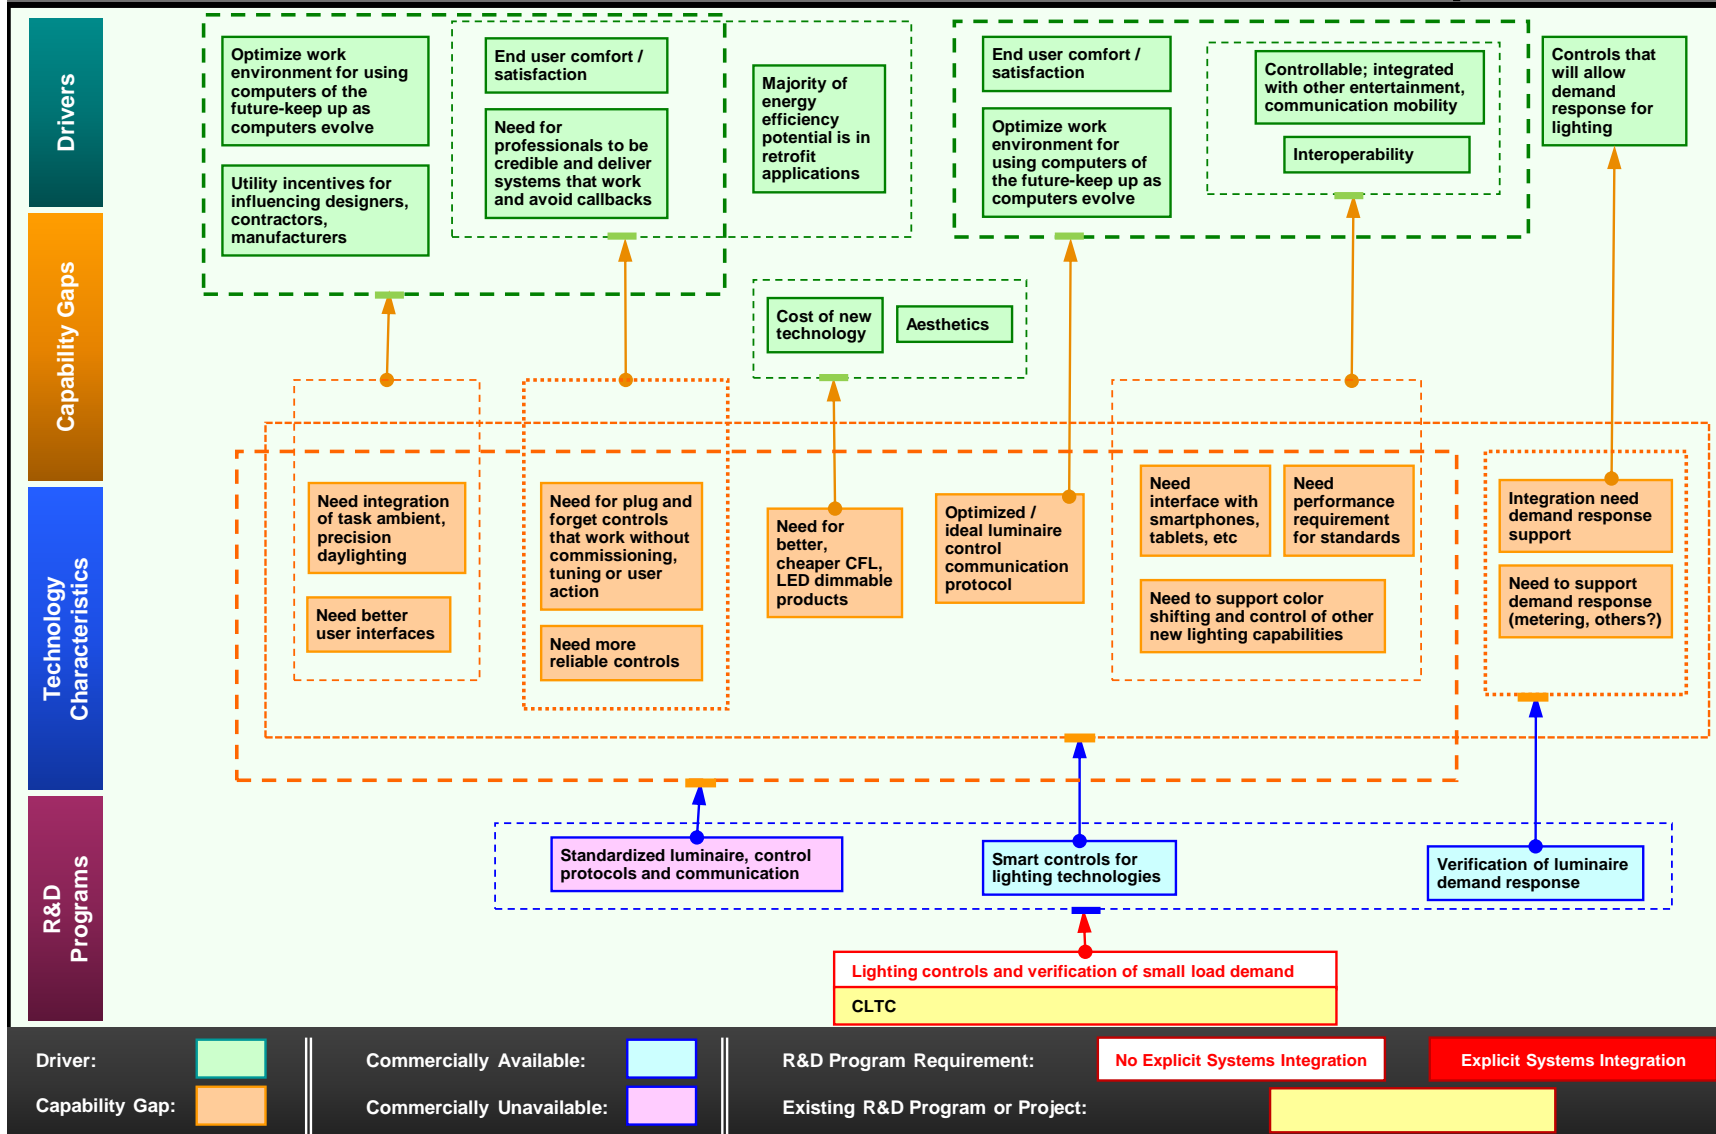 Drivers
Optimize work
environment for using
computers of the
future-keep up as
computers evolve
Utility incentives for
influencing designers,
contractors,
manufacturers
End user comfort /
satisfaction
Need for
professionals to be
credible and deliver
systems that work
and avoid callbacks
Majority of
energy
efficiency
potential is in
retrofit
applications
End user comfort /
satisfaction
Optimize work
environment for
using computers of
the future-keep up as
computers evolve
Controllable; integrated
with other entertainment,
communication mobility
Interoperability
Controls that
will allow
demand
response for
lighting
Capability Gaps
Cost of new
technology
Aesthetics
Technology
Characteristics
Need integration
of task ambient,
precision
daylighting
Need better
user interfaces
Need for plug and
forget controls
that work without
commissioning,
tuning or user
action
Need more
reliable controls
Need for
better,
cheaper CFL,
LED dimmable
products
Optimized /
ideal luminaire
control
communication
protocol
Need
interface with
smartphones,
tablets, etc
Need
performance
requirement
for standards
Need to support color
shifting and control of other
new lighting capabilities
Integration need
demand response
support
Need to support
demand response
(metering, others?)
R&D
Programs
Standardized luminaire, control
protocols and communication
Smart controls for
lighting technologies
Verification of luminaire
demand response
Lighting controls and verification of small load demand
CLTC
Driver:
Capability Gap:
Commercially Available:
Commercially Unavailable:
R&D Program Requirement:
No Explicit Systems Integration
Explicit Systems Integration
Existing R&D Program or Project: